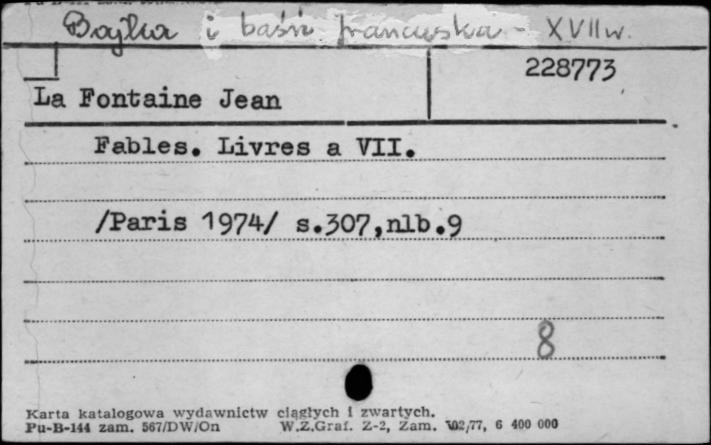 Bajka i baśń francuska - XVII w.
228773
La Fontaine Jean
Fables. Livres a VII.
/Paris 1974/ s.307,nlb.9
8
Karta katalogowa wydawnictw ciągłych i zwartych.
Pu-B-144 zam. 567/DW/On W.Z.Graf. Z-2, Zam. 102/77, 6 400 000